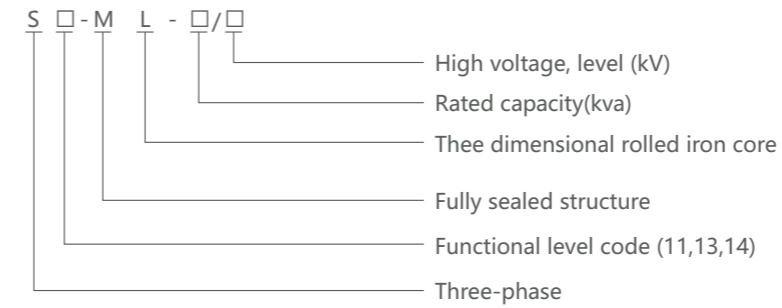 S □ - M L - □/□
High voltage, level (kV)
Rated capacity(kva)
Thee dimensional rolled iron core
Fully sealed structure
Functional level code (11,13,14)
Three-phase